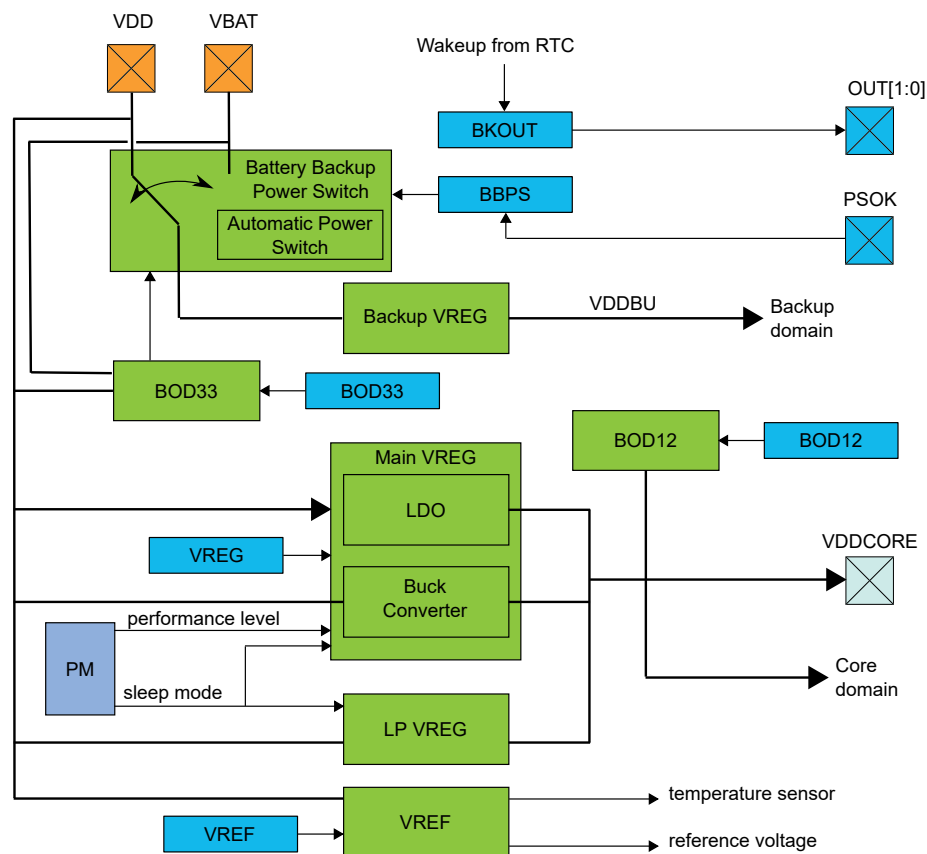 VDD
VBAT
Wakeup from RTC
OUT[1:0]
BKOUT
Battery Backup
Power Switch
BBPS
PSOK
Automatic Power
Switch
Backup VREG
VDDBU
Backup
domain
BOD33
BOD33
BOD12
BOD12
Main VREG
LDO
VREG
VDDCORE
Buck
Converter
performance level
PM
sleep mode
Core
domain
LP VREG
VREF
VREF
temperature sensor
reference voltage